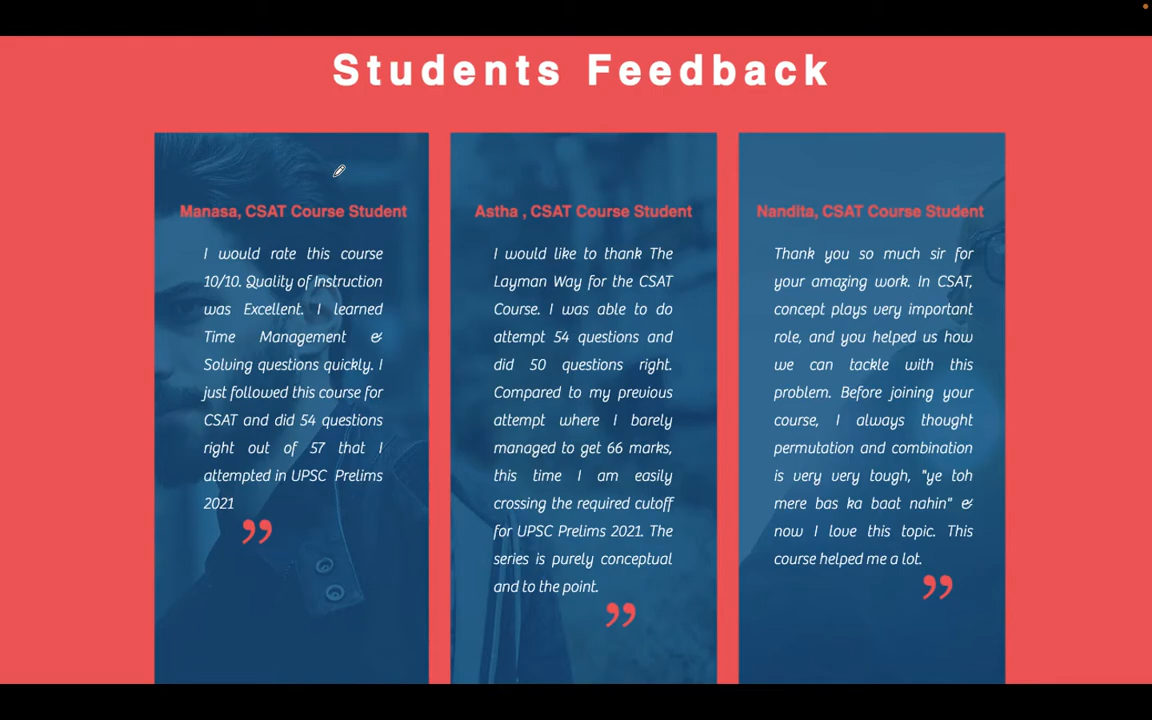 Students Feedback
Manasa, CSAT Course Student
I would rate this course
10/10. Quality of Instruction
was Excellent. I learned
Time Management &
Solving questions quickly. I
just followed this course for
CSAT and did 54 questions
right out of 57 that I
attempted in UPSC Prelims
2021
”
Astha , CSAT Course Student
I would like to thank The
Layman Way for the CSAT
Course. I was able to do
attempt 54 questions and
did 50 questions right.
Compared to my previous
attempt where I barely
managed to get 66 marks,
this time I am easily
crossing the required cutoff
for UPSC Prelims 2021. The
series is purely conceptual
and to the point.
”
Nandita, CSAT Course Student
Thank you so much sir for
your amazing work. In CSAT,
concept plays very important
role, and you helped us how
we can tackle with this
problem. Before joining your
course, I always thought
permutation and combination
is very very tough, "ye toh
mere bas ka baat nahin" &
now I love this topic. This
course helped me a lot.
”